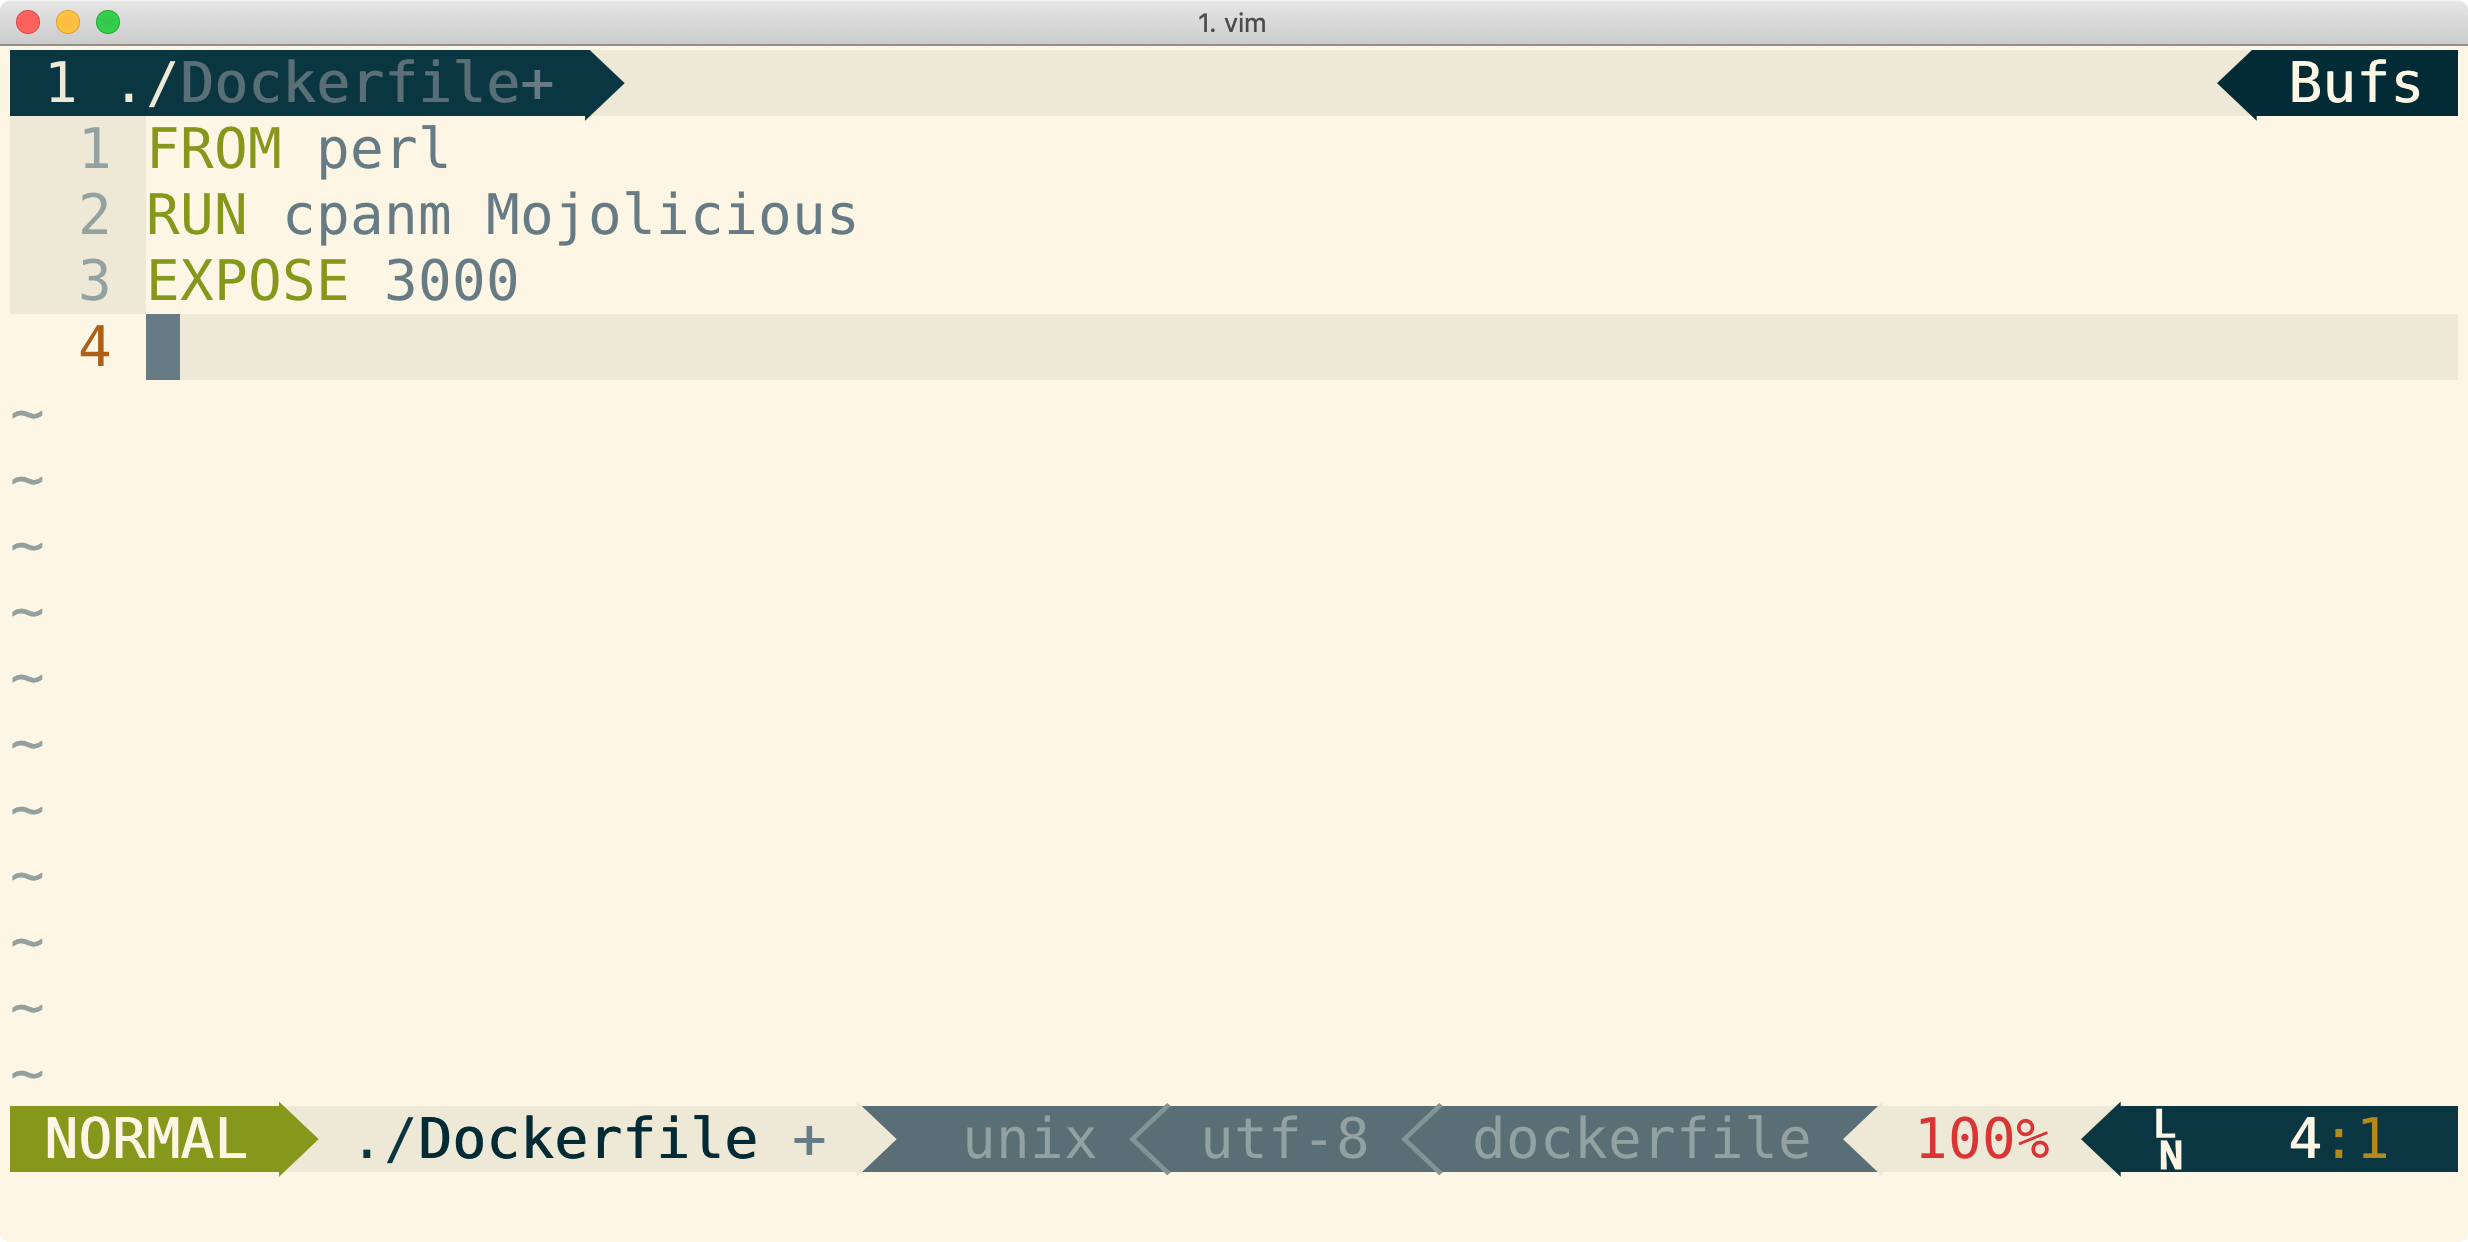 1. vim
1 ./Dockerfile+ Bufs
1 FROM perl
2 RUN cpanm Mojolicious
3 EXPOSE 3000
4
~
~
~
~
~
~
~
~
~
~
~
NORMAL ./Dockerfile + unix utf-8 dockerfile 100% LN 4:1